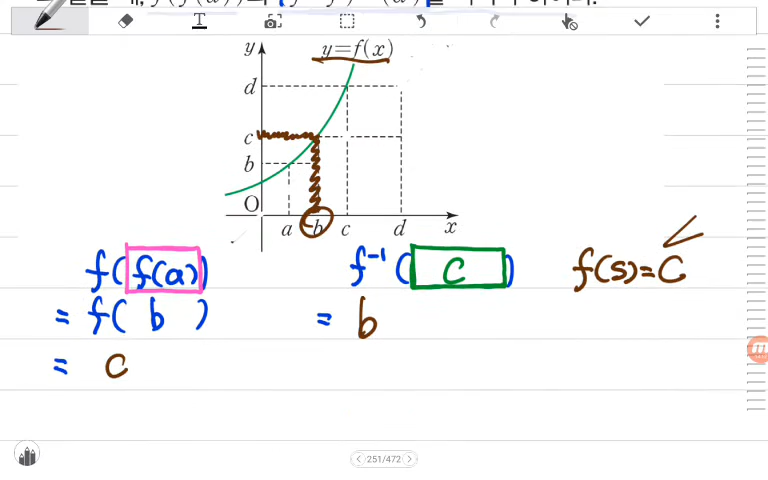 y y=f(x)
d
c
b
O a b c d x
f(f(a)) f⁻¹( C ) f(s)=C
= f( b ) = b
= C
251/472